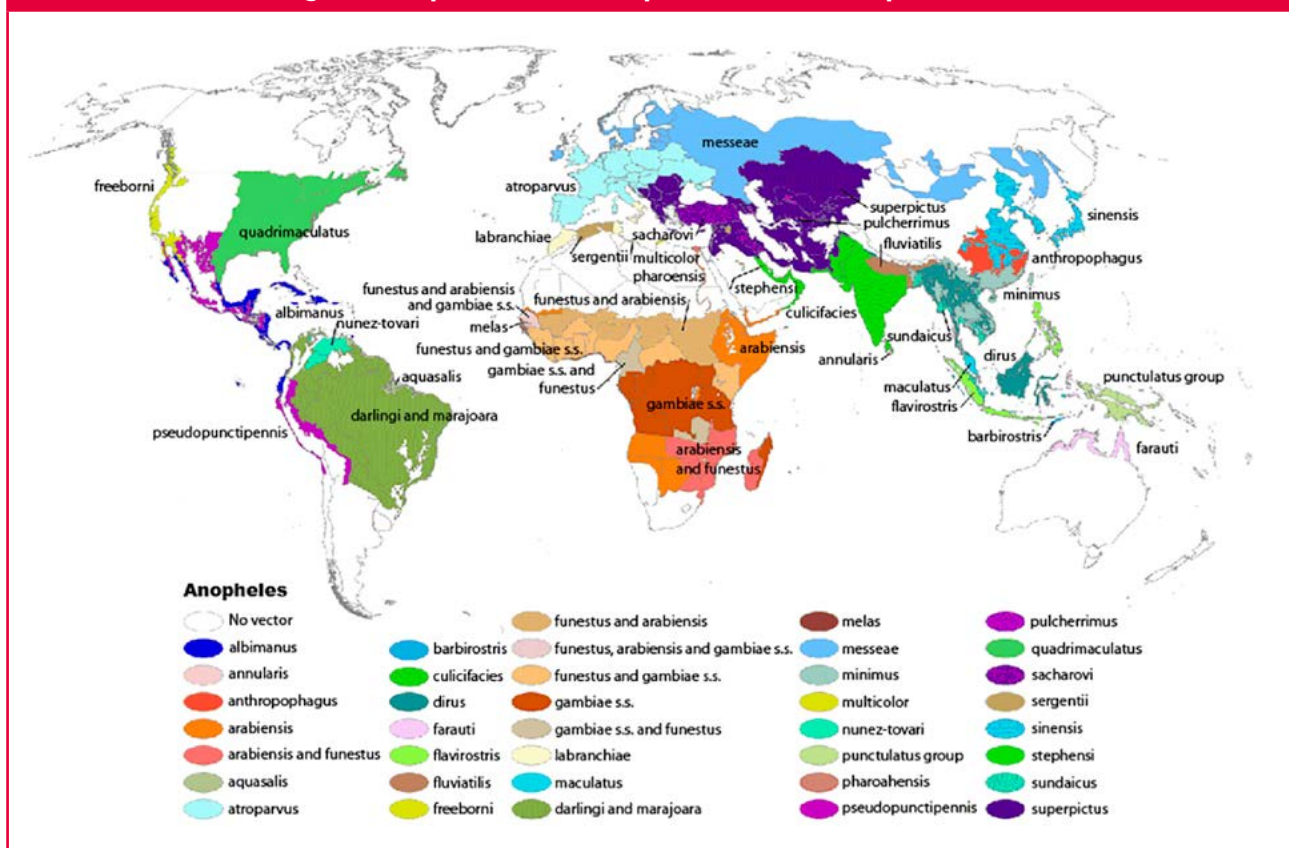 freeborni
quadrimaculatus
albimanus
nunez-tovari
aquasalis
darlingi and marajoara
pseudopunctipennis
messeae
atroparvus
labranchiae
sergentii
sacharovi
multicolor
pharoensis
superpictus
pulcherrimus
fluviatilis
stephensi
culicifacies
annularis
sinensis
anthropophagus
minimus
sundaicus
dirus
maculatus
flavirostris
barbirostris
punctulatus group
farauti
funestus and arabiensis
and gambiae s.s.
funestus and arabiensis
melas
funestus and gambiae s.s.
gambiae s.s. and
funestus
arabiensis
gambiae s.s.
arabiensis
and funestus
Anopheles
No vector
albimanus
annularis
anthropophagus
arabiensis
arabiensis and funestus
aquasalis
atroparvus
barbirostris
culicifacies
dirus
farauti
flavirostris
fluviatilis
freeborni
funestus and arabiensis
funestus, arabiensis and gambiae s.s.
funestus and gambiae s.s.
gambiae s.s.
gambiae s.s. and funestus
labranchiae
maculatus
darlingi and marajoara
melas
messeae
minimus
multicolor
nunez-tovari
punctulatus group
pharoahensis
pseudopunctipennis
pulcherrimus
quadrimaculatus
sacharovi
sergentii
sinensis
stephensi
sundaicus
superpictus